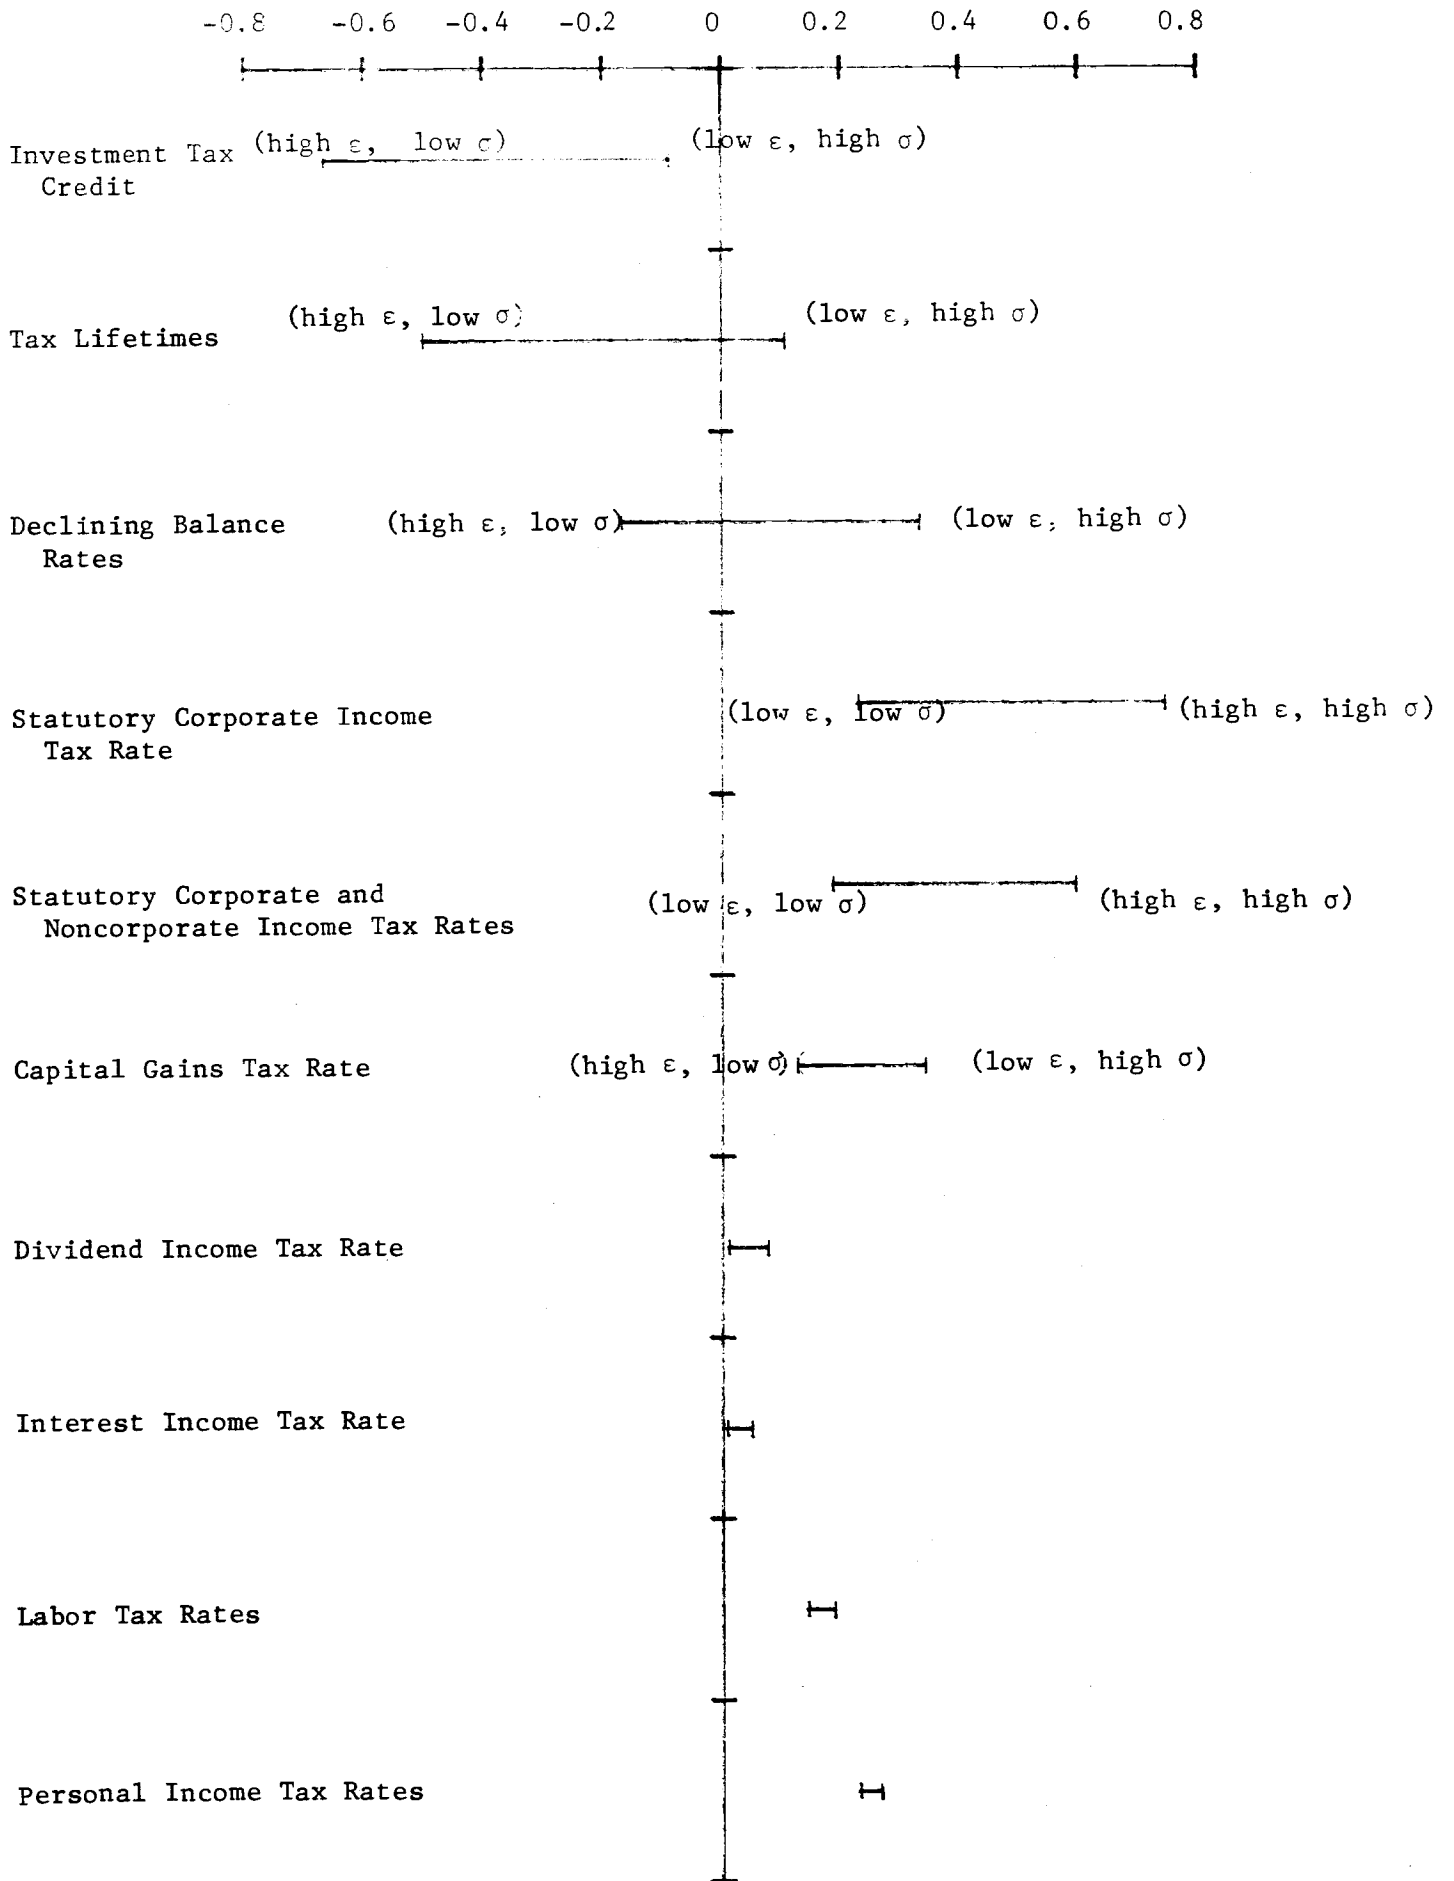 -0.8 -0.6 -0.4 -0.2 0 0.2 0.4 0.6 0.8
Investment Tax (high ε, low σ) (low ε, high σ)
Credit
(high ε, low σ) (low ε, high σ)
Tax Lifetimes
Declining Balance (high ε, low σ) (low ε, high σ)
Rates
Statutory Corporate Income (low ε, low σ) (high ε, high σ)
Tax Rate
Statutory Corporate and (low ε, low σ) (high ε, high σ)
Noncorporate Income Tax Rates
Capital Gains Tax Rate (high ε, low σ) (low ε, high σ)
Dividend Income Tax Rate
Interest Income Tax Rate
Labor Tax Rates
Personal Income Tax Rates